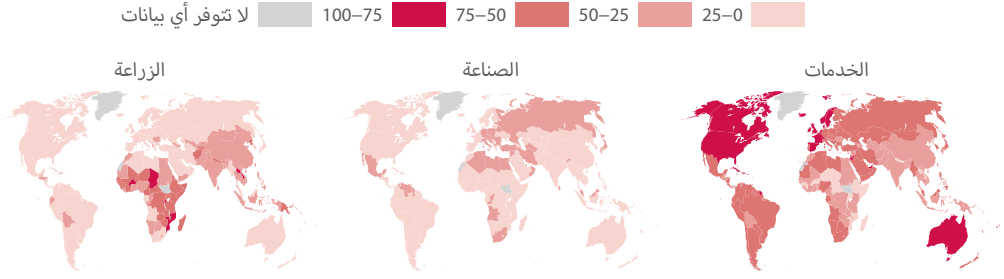 لا تتوفر أي بيانات 100–75 75–50 50–25 25–0
الزراعة الصناعة الخدمات